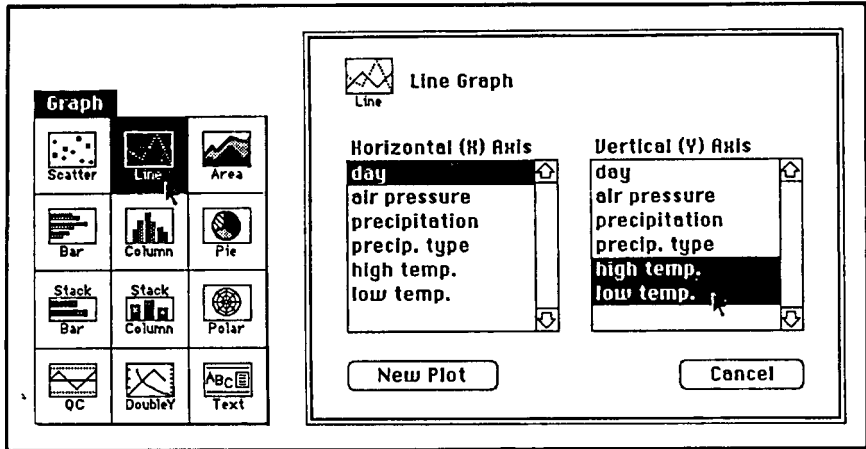 Graph
Scatter
Line
Area
Bar
Column
Pie
Stack
Bar
Stack
Column
Polar
QC
DoubleY
ABC
Text
Line
Line Graph
Horizontal (X) Axis
day
air pressure
precipitation
precip. type
high temp.
low temp.
Vertical (Y) Axis
day
air pressure
precipitation
precip. type
high temp.
low temp.
New Plot
Cancel